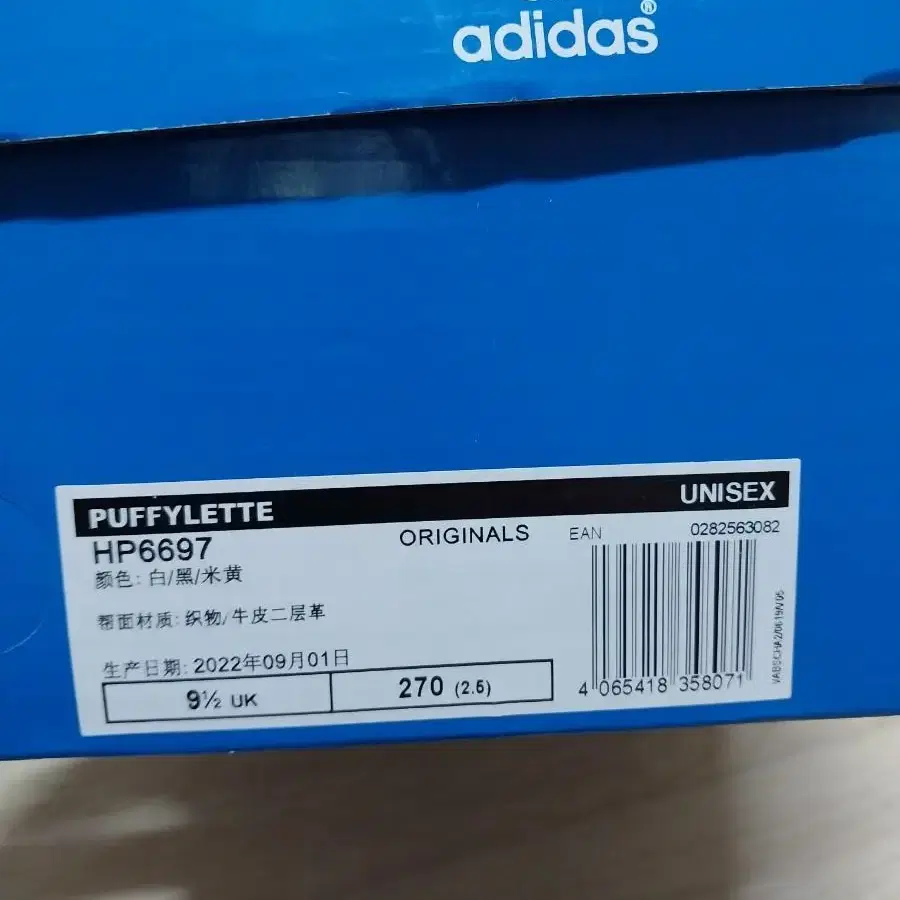 adidas®
PUFFYLETTE UNISEX
HP6697 ORIGINALS EAN 0282563082
颜色: 白/黑/米黄
帮面材质: 织物/牛皮二层革
生产日期: 2022年09月01日
9½ UK 270 (2.5)
4 065418 358071